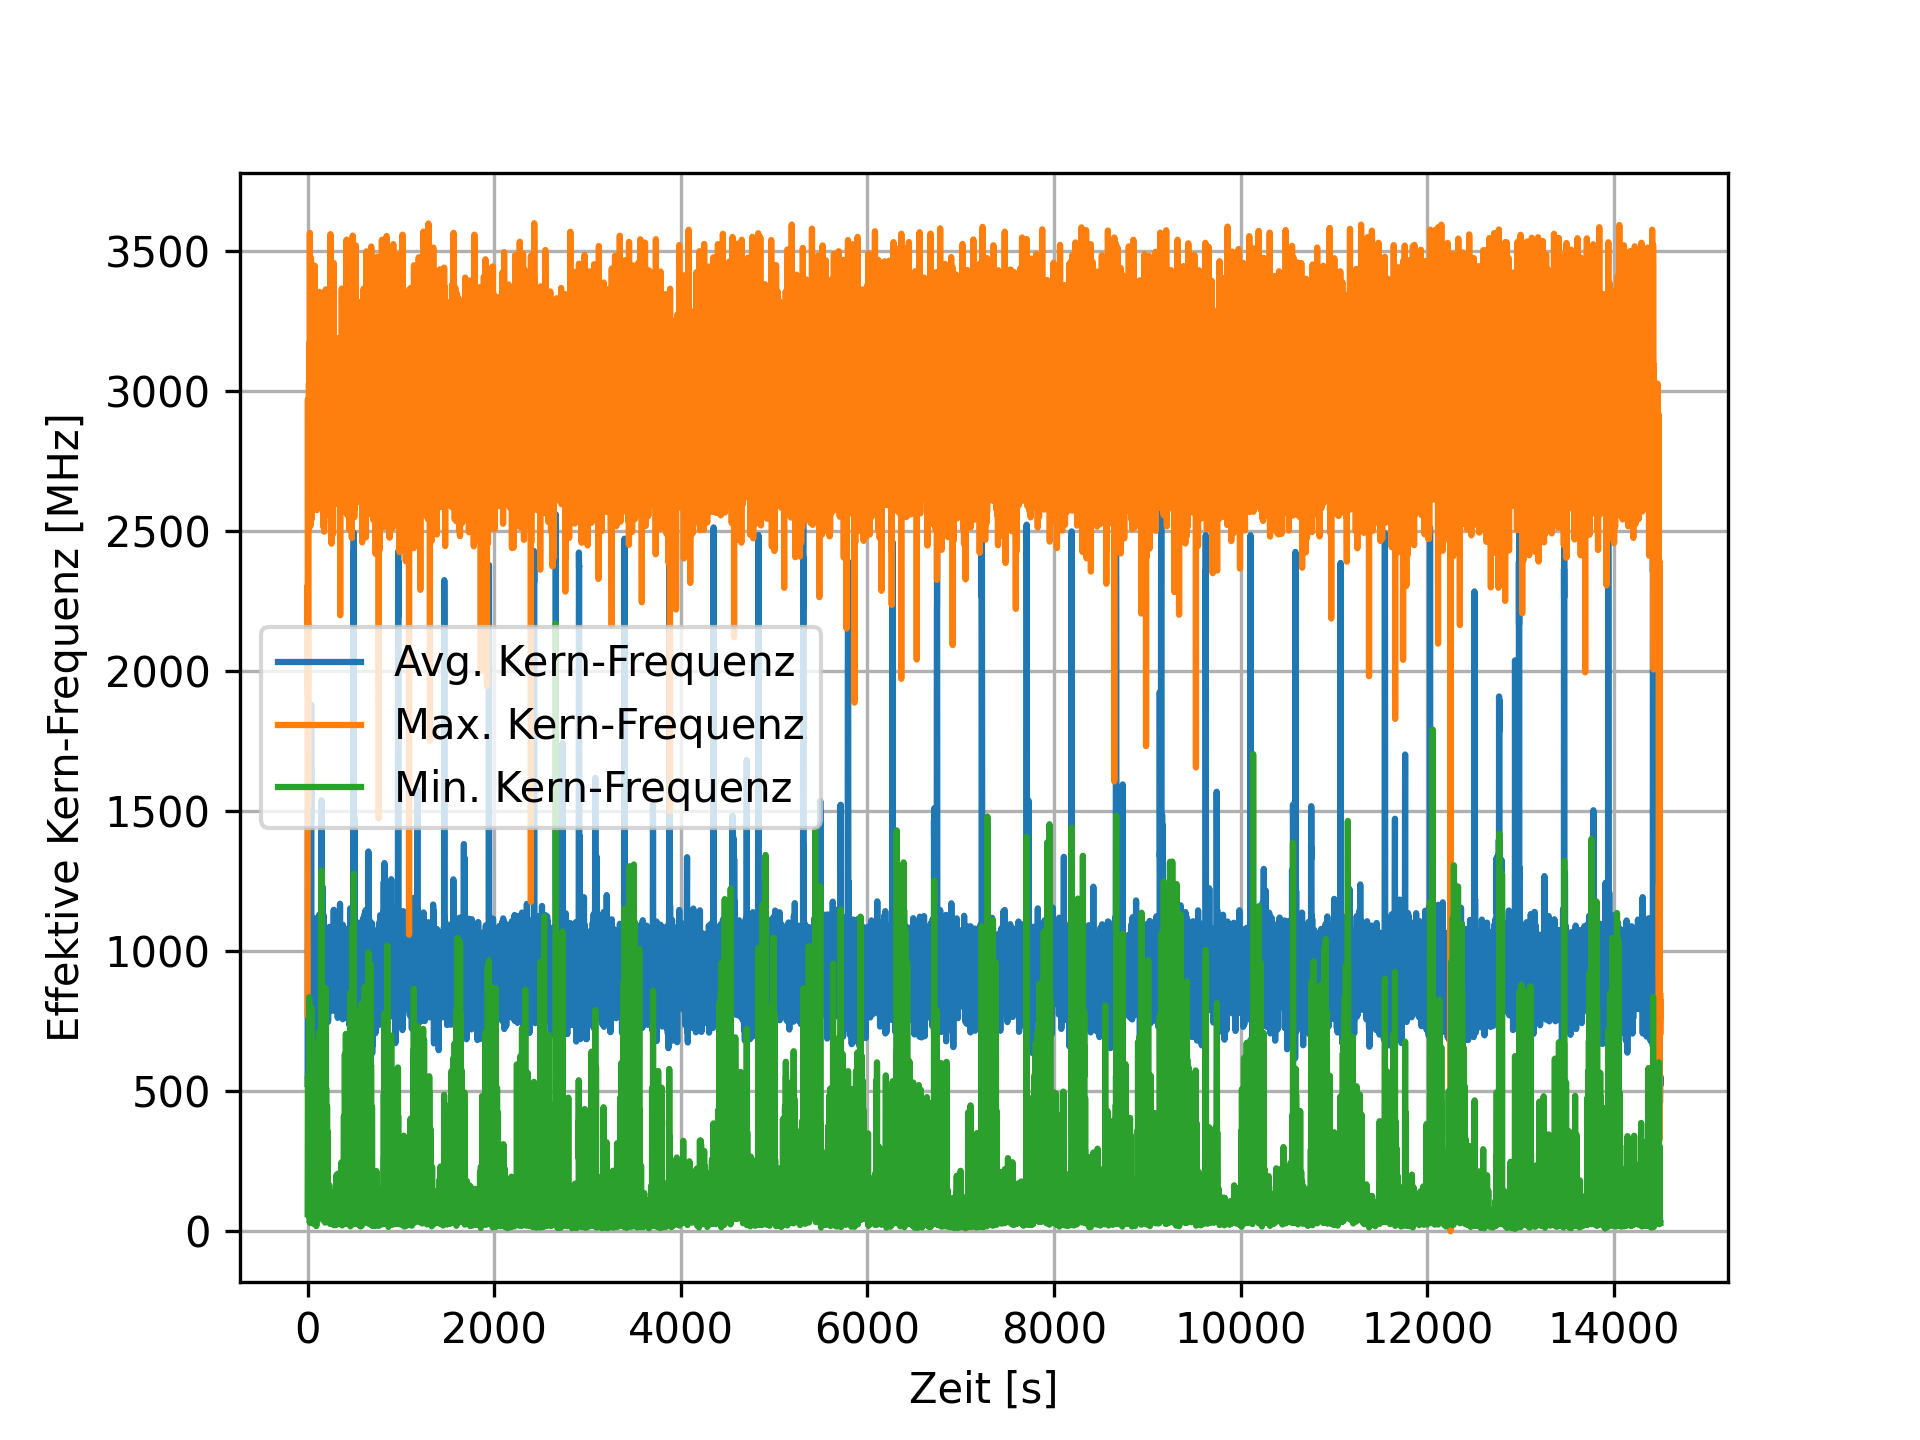 Effektive Kern-Frequenz [MHz]
3500
3000
2500
2000
1500
1000
500
0
Avg. Kern-Frequenz
Max. Kern-Frequenz
Min. Kern-Frequenz
0 2000 4000 6000 8000 10000 12000 14000
Zeit [s]